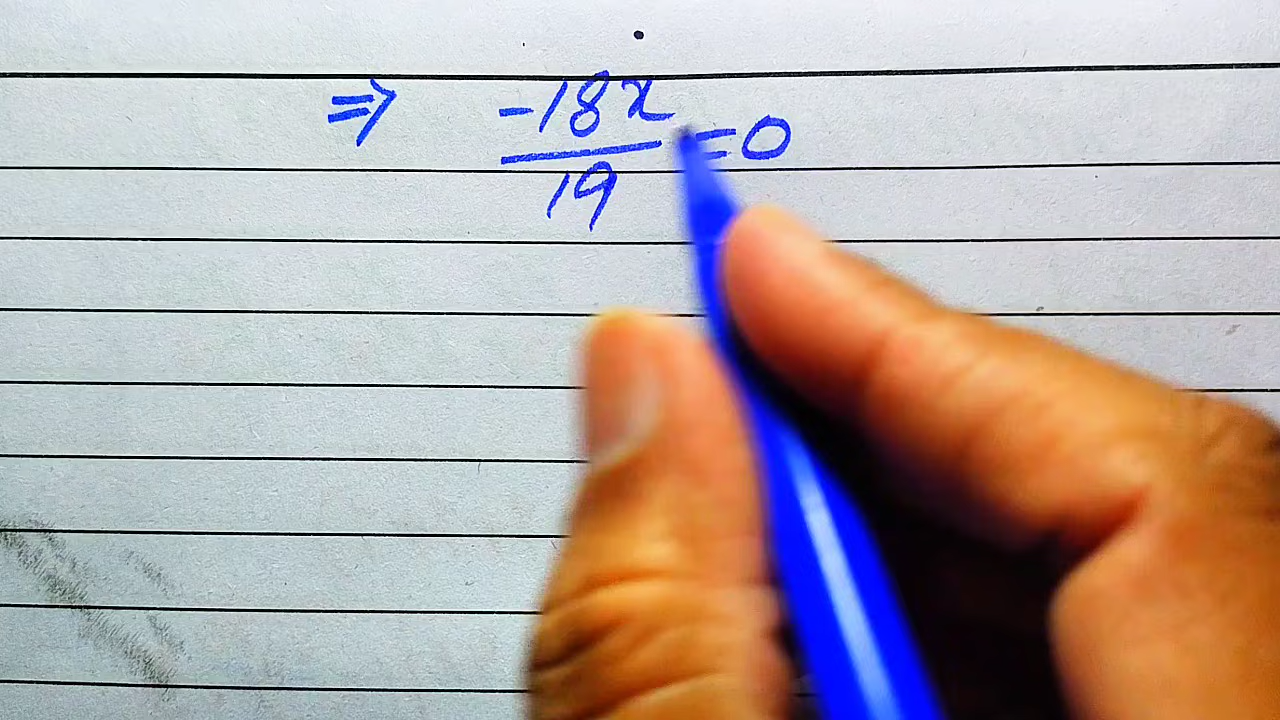 ⇒ -18x/19 = 0